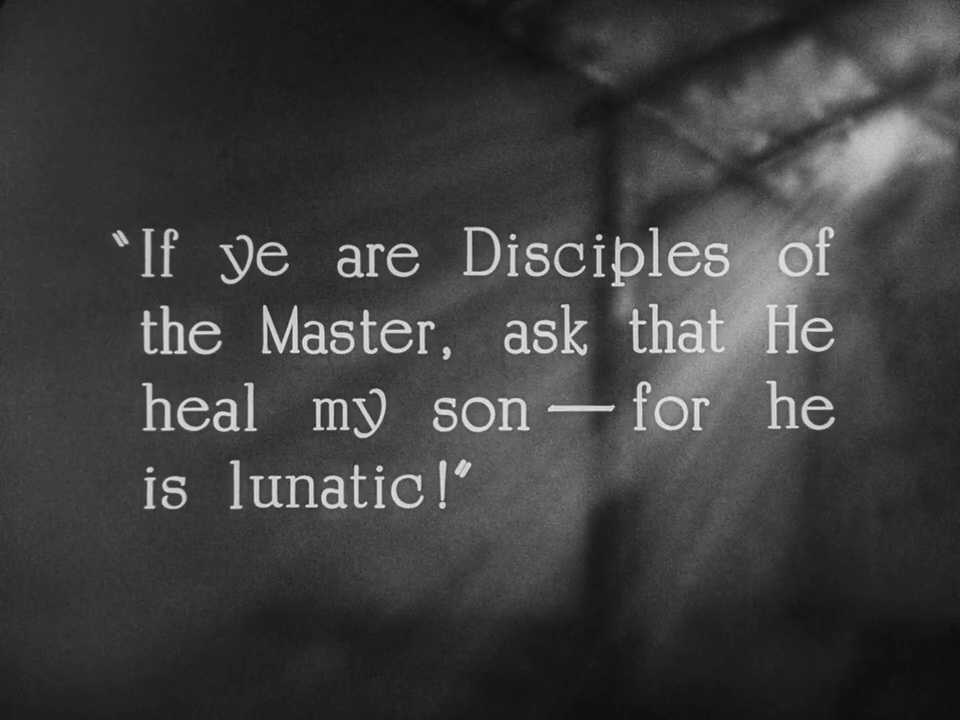 "If ye are Disciples of
the Master, ask that He
heal my son — for he
is lunatic!"